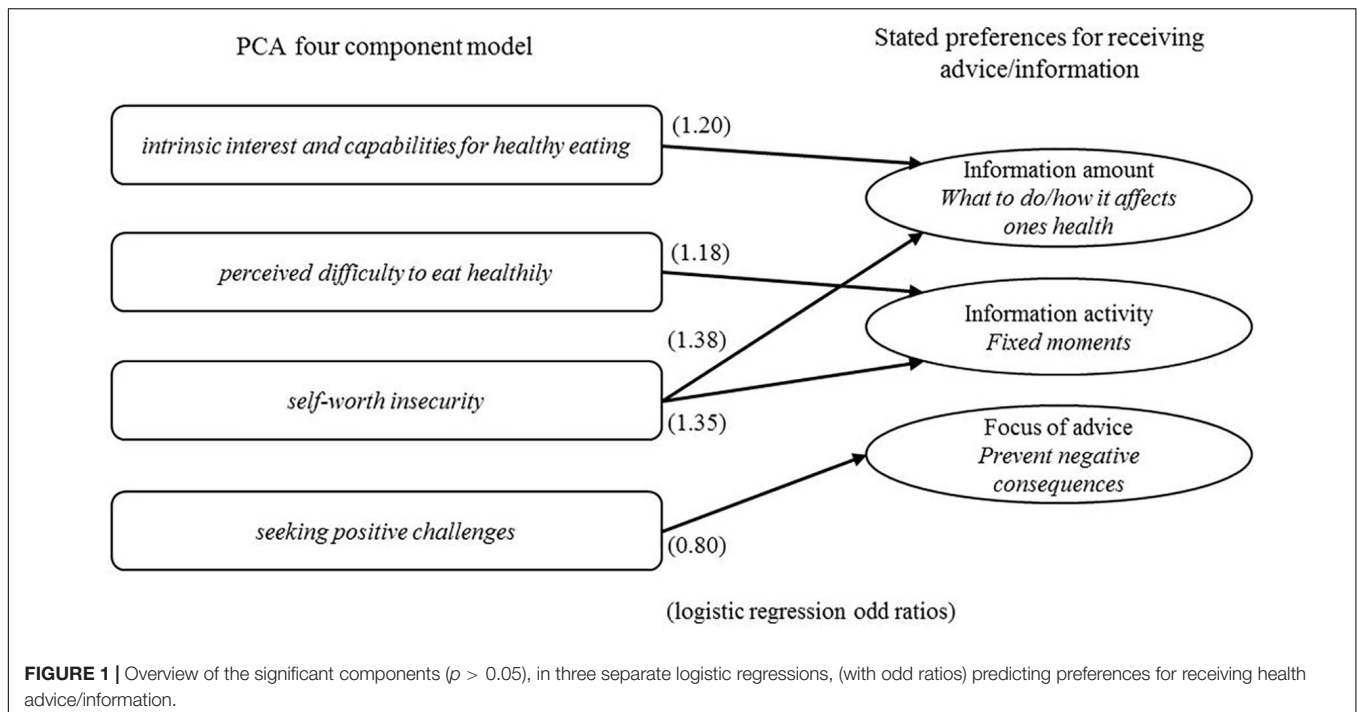 PCA four component model
Stated preferences for receiving
advice/information
intrinsic interest and capabilities for healthy eating
(1.20)
Information amount
What to do/how it affects
ones health
perceived difficulty to eat healthily
(1.18)
Information activity
Fixed moments
self-worth insecurity
(1.38)
(1.35)
Focus of advice
Prevent negative
consequences
seeking positive challenges
(0.80)
(logistic regression odd ratios)
FIGURE 1 | Overview of the significant components (p > 0.05), in three separate logistic regressions, (with odd ratios) predicting preferences for receiving health
advice/information.